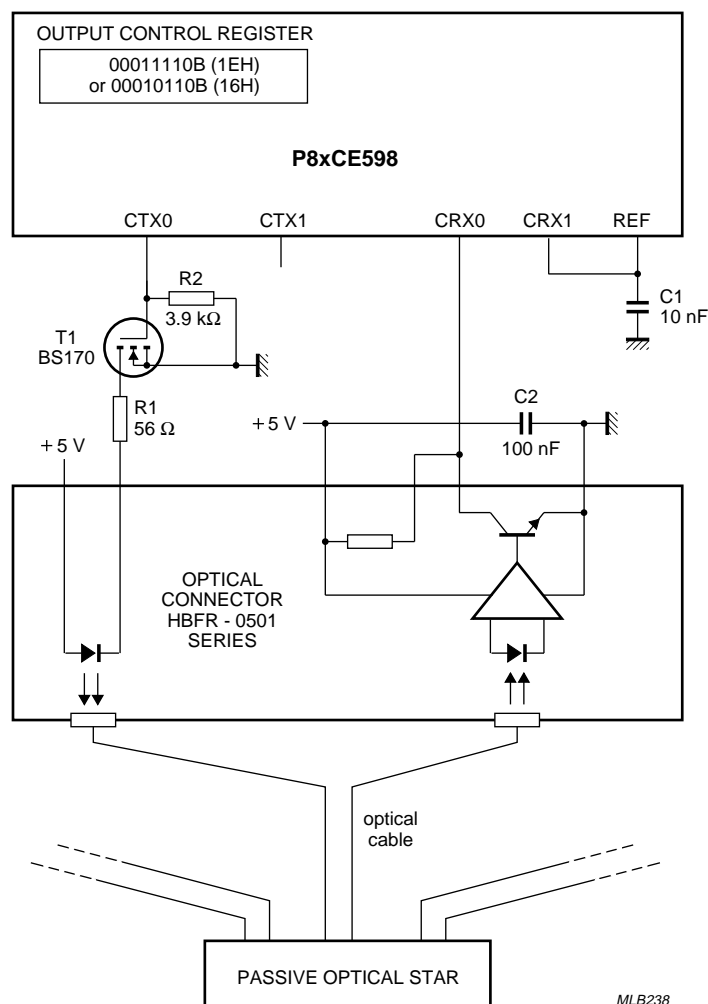 OUTPUT CONTROL REGISTER
00011110B (1EH)
or 00010110B (16H)
P8xCE598
CTX0
CTX1
CRX0
CRX1
REF
R2
3.9 kΩ
C1
10 nF
T1
BS170
R1
56 Ω
C2
100 nF
+5 V
+5 V
OPTICAL
CONNECTOR
HBFR - 0501
SERIES
optical
cable
PASSIVE OPTICAL STAR
MLB238